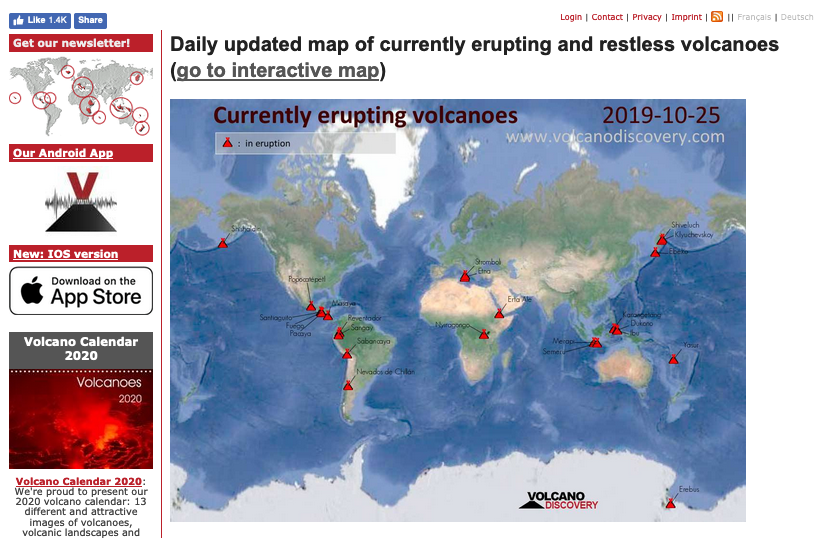 Like 1.4K Share
Login | Contact | Privacy | Imprint | || Français | Deutsch
Get our newsletter!
Our Android App
New: IOS version
Download on the
App Store
Volcano Calendar
2020
Volcanoes
2020
Volcano Calendar 2020:
We're proud to present our
2020 volcano calendar: 13
different and attractive
images of volcanoes,
volcanic landscapes and
Daily updated map of currently erupting and restless volcanoes
(go to interactive map)
Currently erupting volcanoes
2019-10-25
www.volcanodiscovery.com
: in eruption
Shiveluch
Klyuchevskoy
Ebeko
Stromboli
Etna
Popocatépetl
Erta Ale
Masaya
Santiaguito
Fuego
Pacaya
Reventador
Sangay
Sabancaya
Nevados de Chillán
Nyiragongo
Karangetang
Dukono
Ibu
Merapi
Semeru
Yasur
Erebus
VOLCANO
DISCOVERY